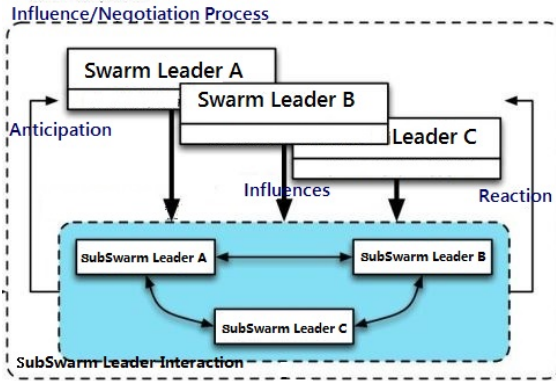 Influence/Neqotiation Process
Swarm Leader A
Swarm Leader B
Leader C
Anticipation
Influences
Reaction
SubSwarm Leader A
SubSwarm Leader B
SubSwarm Leader C
SubSwarm Leader Interaction